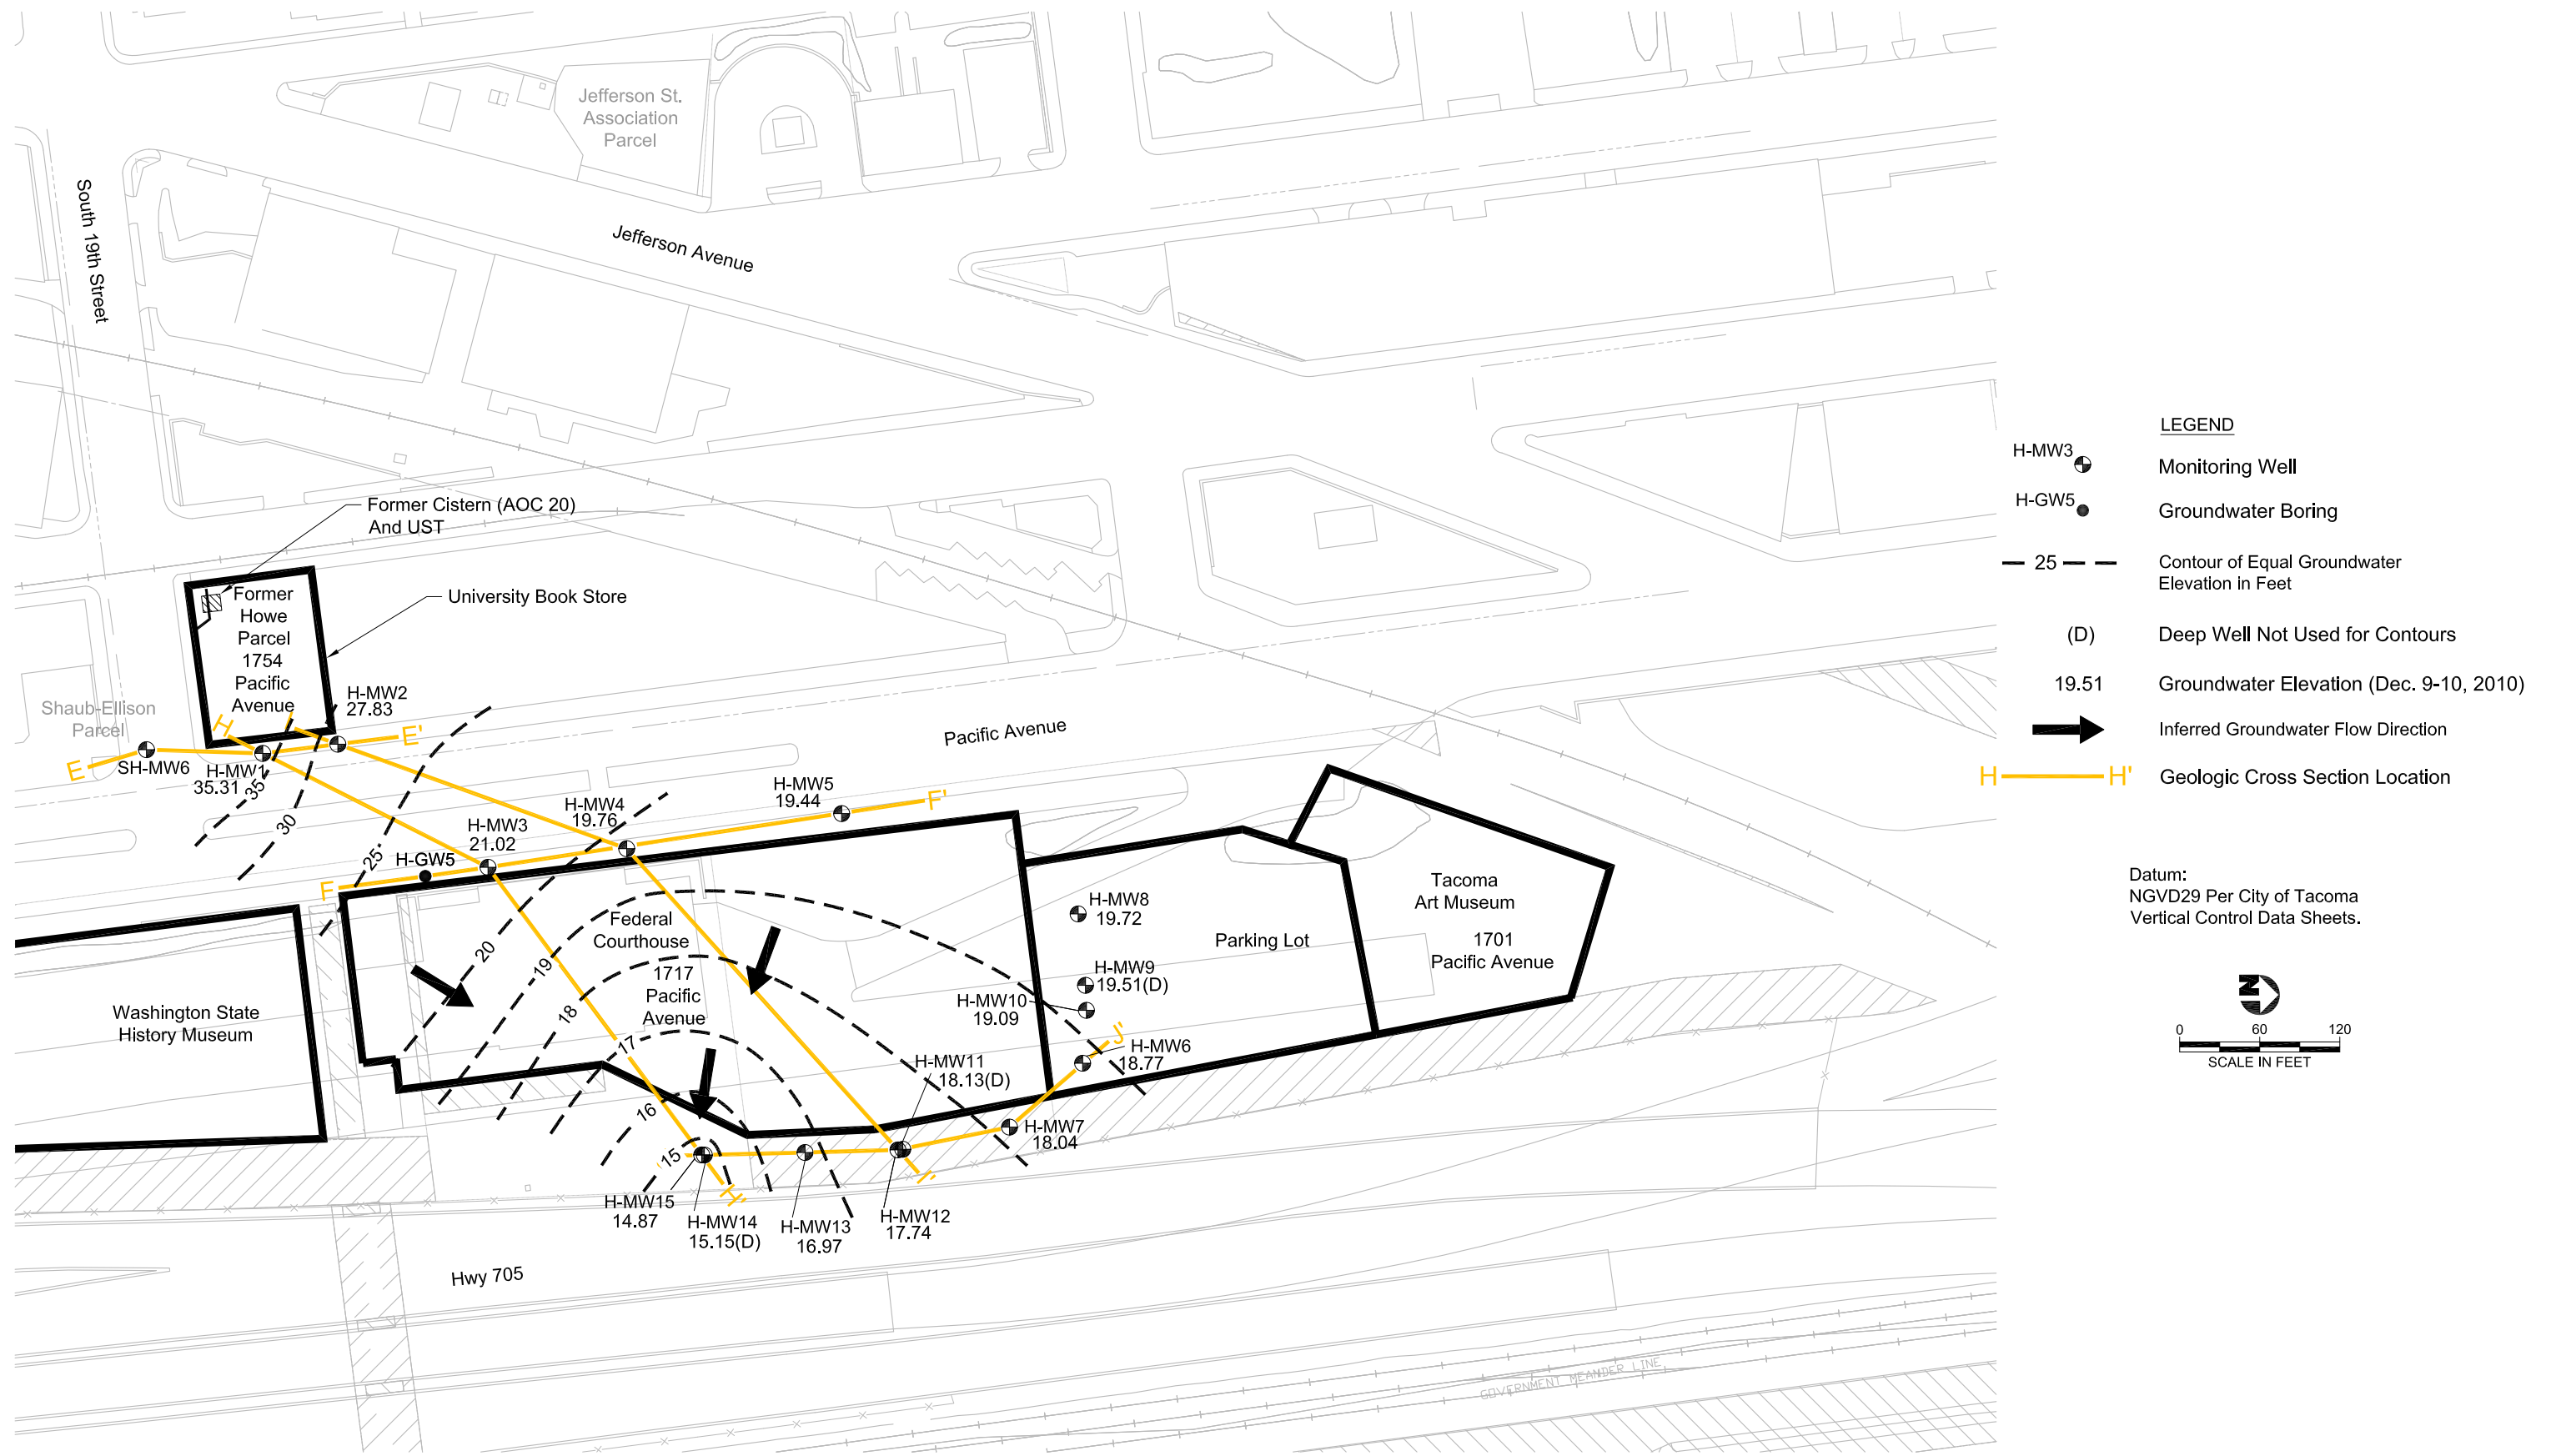 Jefferson St.
Association
Parcel
South 19th Street
Jefferson Avenue
Former Cistern (AOC 20)
And UST
University Book Store
Former
Howe
Parcel
1754
Pacific
Avenue
Shaub-Ellison
Parcel
H-MW2
27.83
H
E'
E
SH-MW6
H-MW1
35.31
35
30
25
Pacific Avenue
H-MW5
19.44
F'
H-MW4
19.76
H-MW3
21.02
H-GW5
F
20
19
18
17
16
15
Federal
Courthouse
1717
Pacific
Avenue
H-MW8
19.72
H-MW9
19.51(D)
H-MW10
19.09
J'
H-MW6
18.77
H-MW11
18.13(D)
H-MW7
18.04
I'
H'
H-MW15
14.87
H-MW14
15.15(D)
H-MW13
16.97
H-MW12
17.74
Parking Lot
Tacoma
Art Museum
1701
Pacific Avenue
Washington State
History Museum
Hwy 705
GOVERNMENT MEANDER LINE
LEGEND
H-MW3
Monitoring Well
H-GW5
Groundwater Boring
25
Contour of Equal Groundwater
Elevation in Feet
(D)
Deep Well Not Used for Contours
19.51
Groundwater Elevation (Dec. 9-10, 2010)
Inferred Groundwater Flow Direction
H H'
Geologic Cross Section Location
Datum:
NGVD29 Per City of Tacoma
Vertical Control Data Sheets.
N
0 60 120
SCALE IN FEET